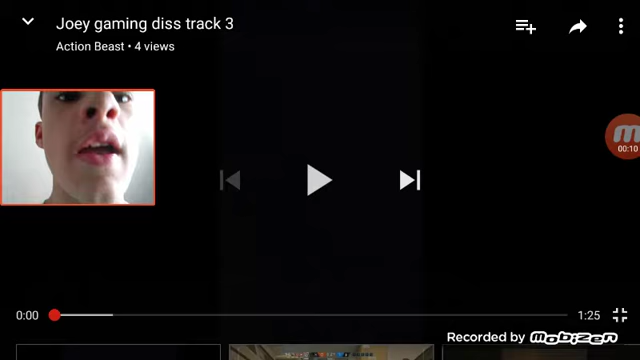 Joey gaming diss track 3
Action Beast • 4 views
00:10
0:00
1:25
Recorded by mobizen